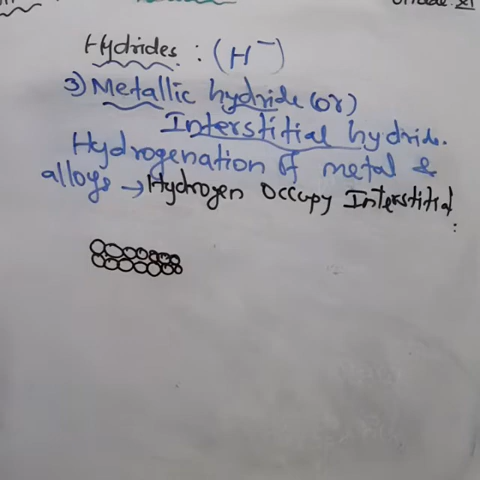 Hydrides : (H⁻)
3) Metallic hydride (or)
Interstitial hydride.
Hydrogenation of metal &
alloys → Hydrogen occupy Interstitial